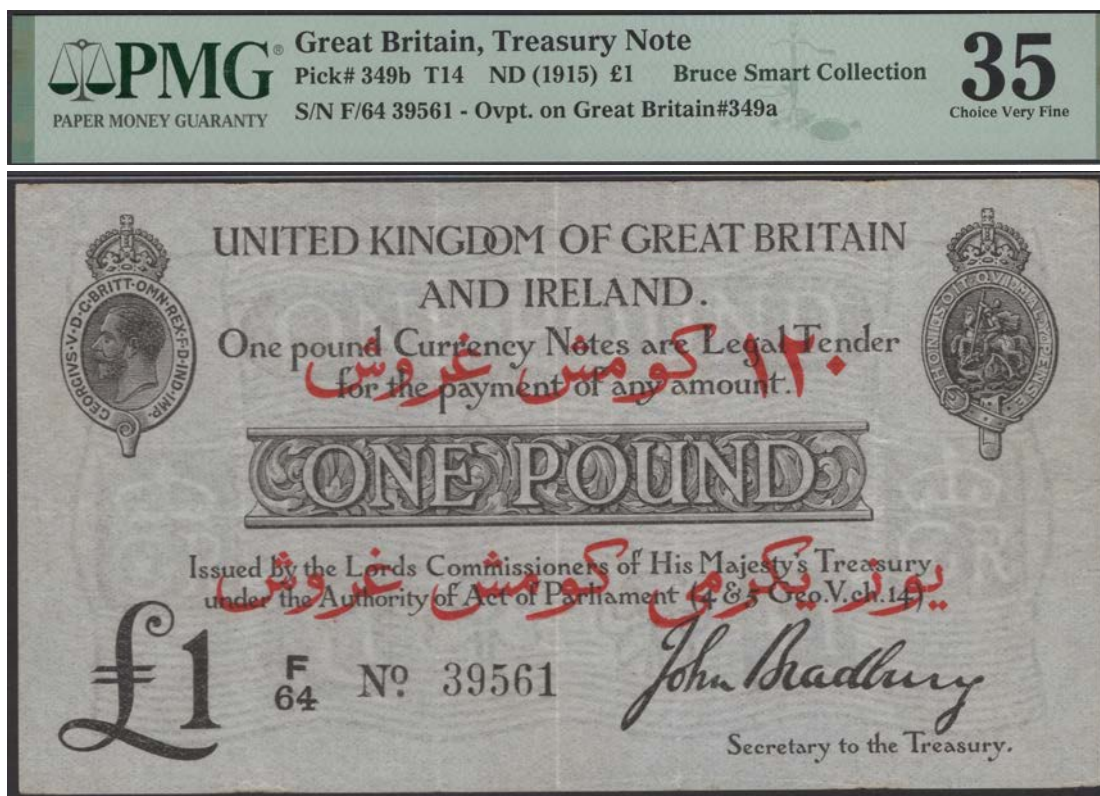 PMG®
PAPER MONEY GUARANTY
Great Britain, Treasury Note
Pick# 349b T14 ND (1915) £1 Bruce Smart Collection
S/N F/64 39561 - Ovpt. on Great Britain#349a
35
Choice Very Fine
UNITED KINGDOM OF GREAT BRITAIN
AND IRELAND.
GEORGIVS·V·D·G·BRITT·OMN·REX·F·D·IND·IMP·
HONI·SOIT·QVI·MAL·Y·PENSE
One pound Currency Notes are Legal Tender
١٢٠ كومش غروش
for the payment of any amount.
ONE POUND
Issued by the Lords Commissioners of His Majesty's Treasury
يوز يكرمى كومش غروش
under the Authority of Act of Parliament (4 & 5 Geo.V.ch.14)
£1
F
64
Nº 39561
John Bradbury
Secretary to the Treasury.